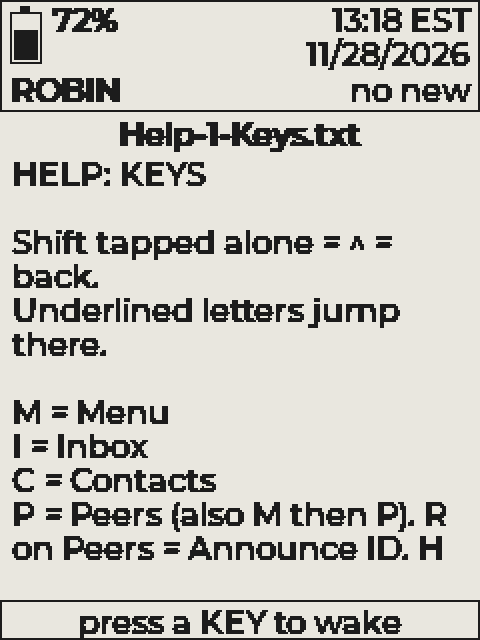 72%
13:18 EST
11/28/2026
ROBIN
no new
Help-1-Keys.txt
HELP: KEYS
Shift tapped alone = ^ =
back.
Underlined letters jump
there.
M = Menu
I = Inbox
C = Contacts
P = Peers (also M then P). R
on Peers = Announce ID. H
press a KEY to wake